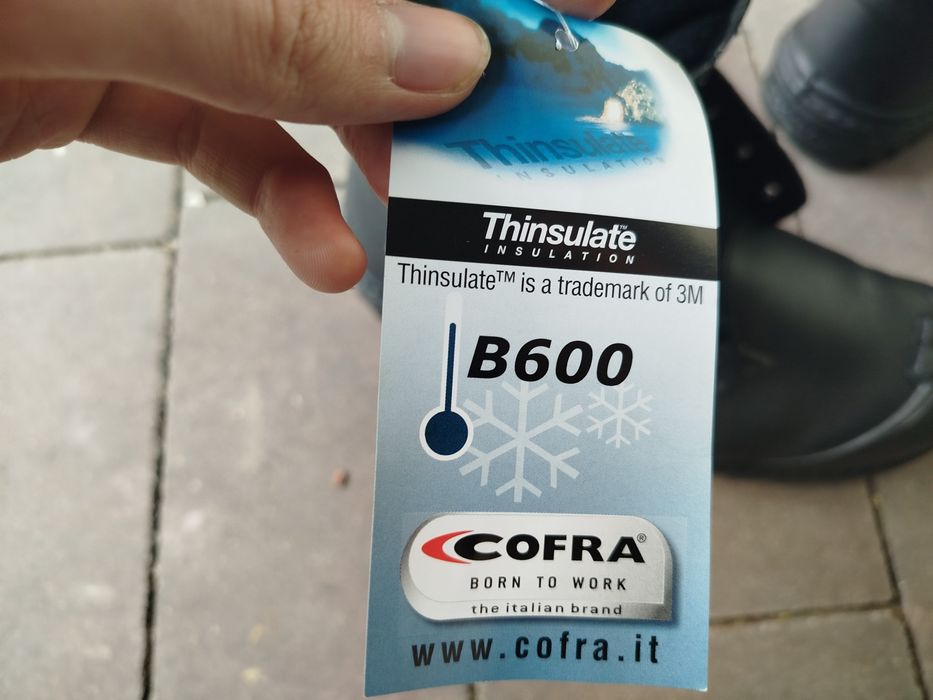 Thinsulate
INSULATION
Thinsulate™
INSULATION
Thinsulate™ is a trademark of 3M
B600
COFRA®
BORN TO WORK
the italian brand
www.cofra.it